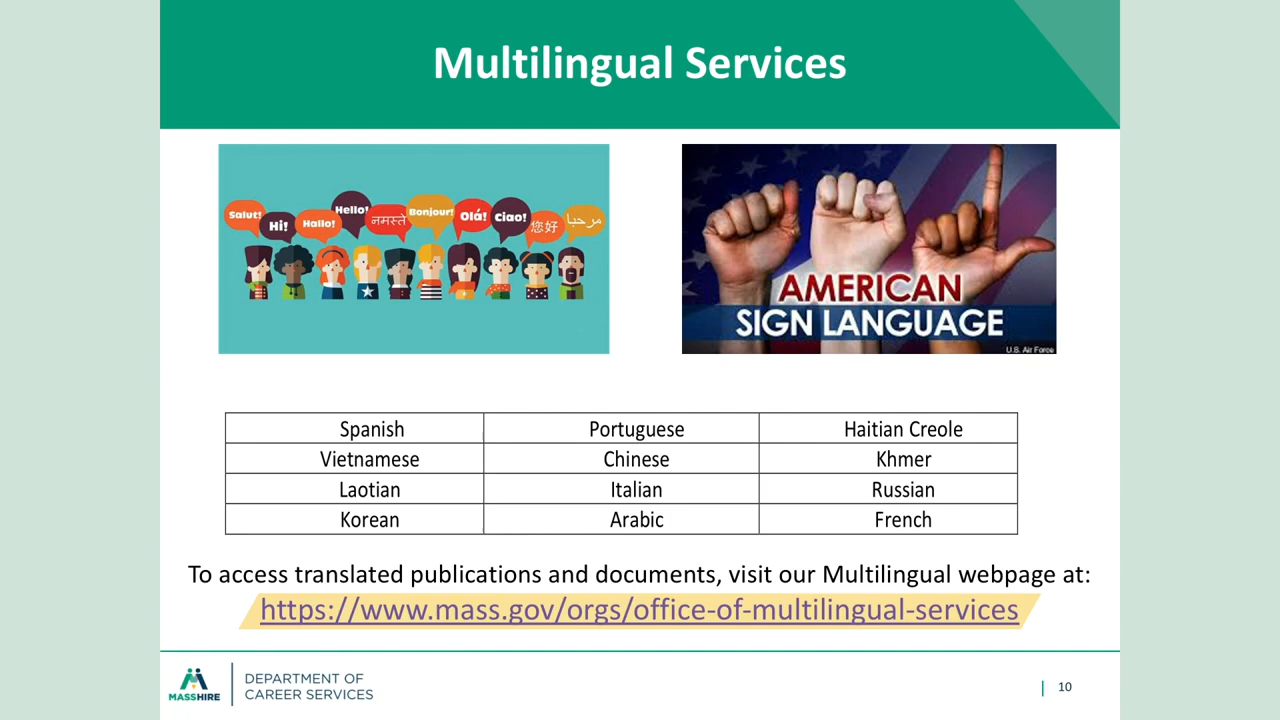 Multilingual Services
Salut!
Hi!
Hallo!
Hello!
नमस्ते
Bonjour!
Olá!
Ciao!
您好
مرحبا
AMERICAN
SIGN LANGUAGE
U.S. Air Force
Spanish Portuguese Haitian Creole
Vietnamese Chinese Khmer
Laotian Italian Russian
Korean Arabic French
To access translated publications and documents, visit our Multilingual webpage at:
https://www.mass.gov/orgs/office-of-multilingual-services
MASSHIRE
DEPARTMENT OF
CAREER SERVICES
10